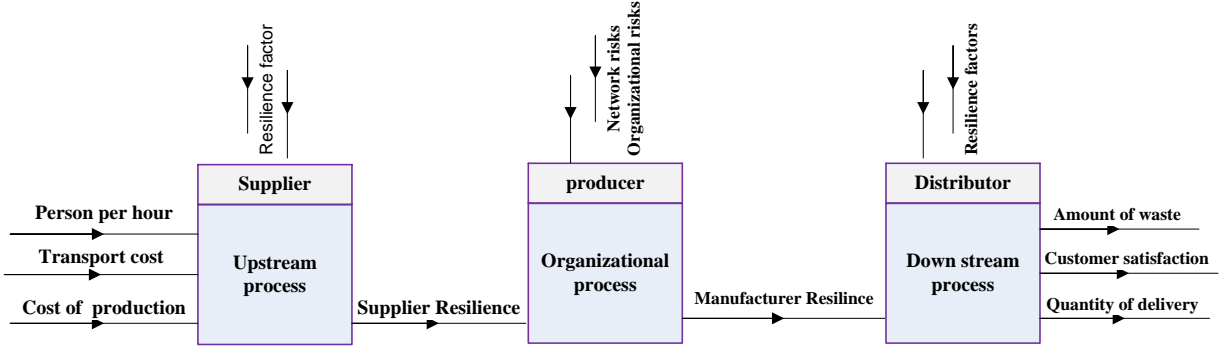 Resilience factor
Network risks
Organizational risks
Resilience factors
Supplier
producer
Distributor
Person per hour
Transport cost
Cost of production
Upstream
process
Supplier Resilience
Organizational
process
Manufacturer Resilince
Down stream
process
Amount of waste
Customer satisfaction
Quantity of delivery